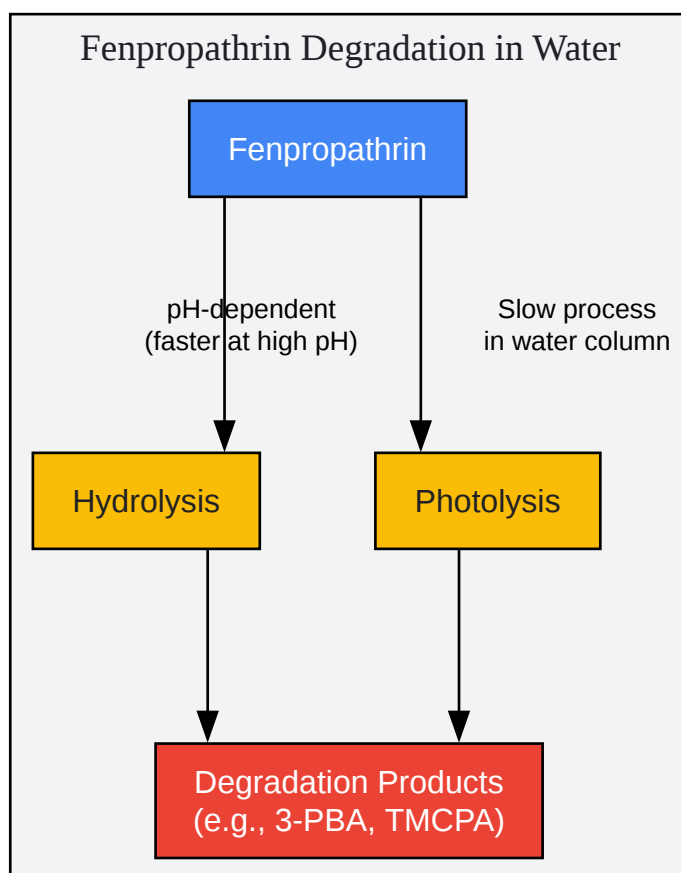 Fenpropathrin Degradation in Water
Fenpropathrin
pH-dependent
(faster at high pH)
Slow process
in water column
Hydrolysis
Photolysis
Degradation Products
(e.g., 3-PBA, TMCPA)